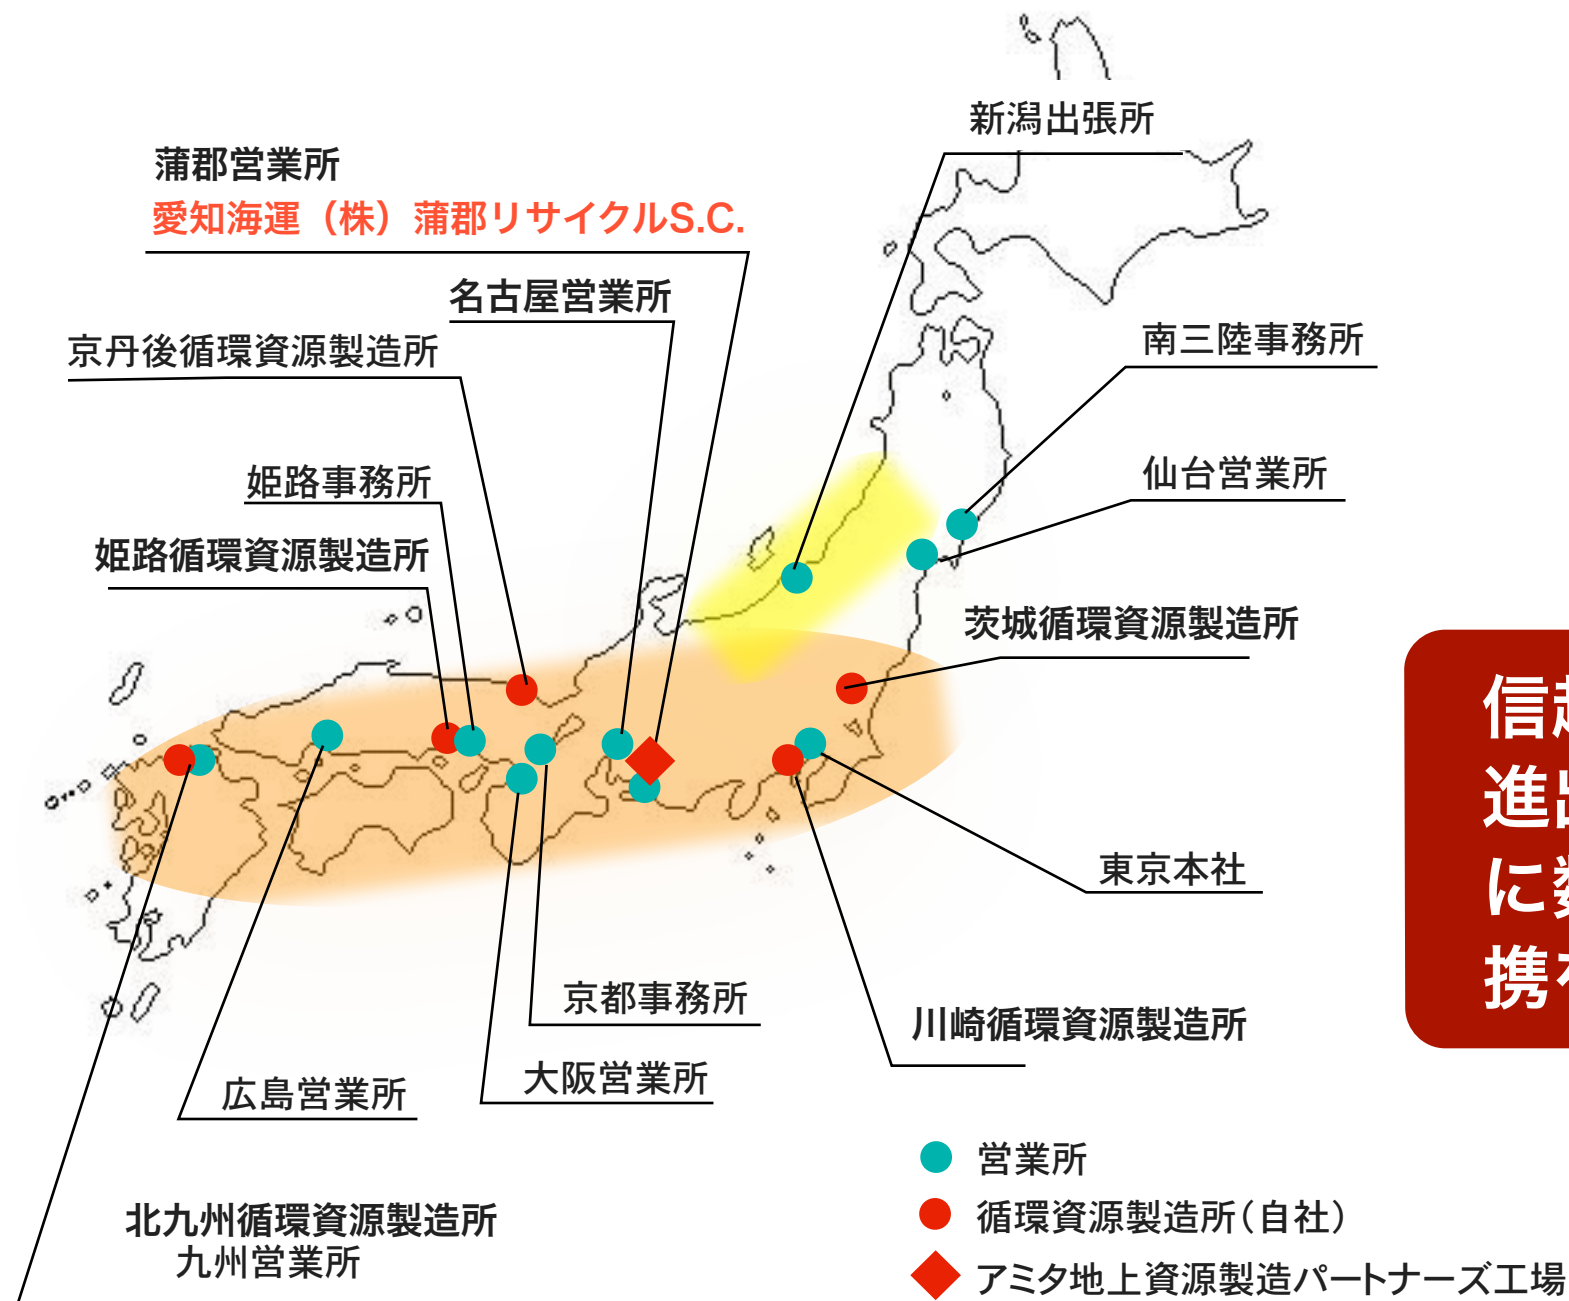 新潟出張所
蒲郡営業所
愛知海運（株）蒲郡リサイクルS.C.
名古屋営業所
京丹後循環資源製造所
南三陸事務所
姫路事務所
仙台営業所
姫路循環資源製造所
茨城循環資源製造所
進
に
携
東京本社
京都事務所
川崎循環資源製造所
大阪営業所
広島営業所
営業所
北九州循環資源製造所
九州営業所
循環資源製造所（自社）
アミタ地上資源製造パートナーズ工場